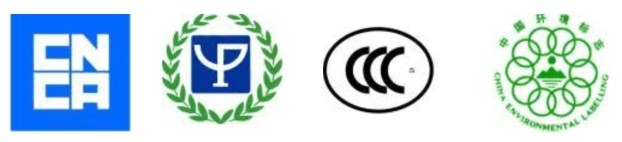 CN
CA
CCC
S
中国环境标志
CHINA ENVIRONMENTAL LABELLING